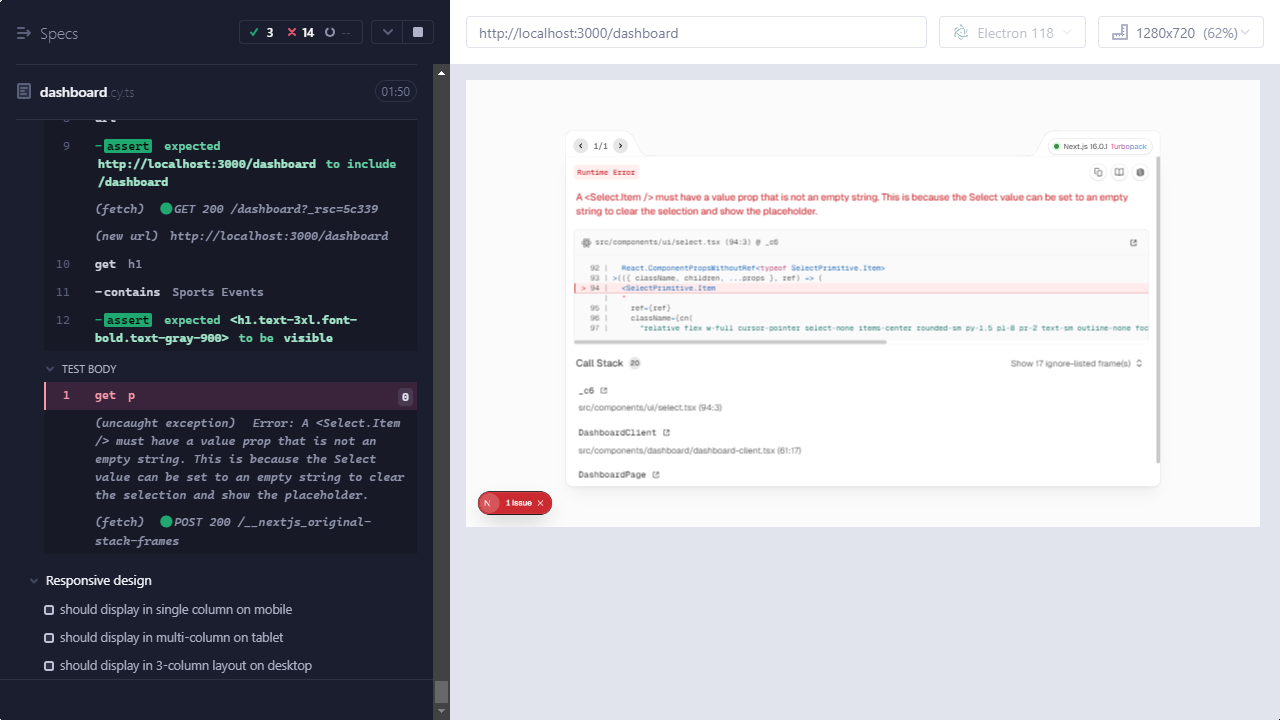 Specs
3
14
--
dashboard.cy.ts
01:50
8 url
9 -assert expected
http://localhost:3000/dashboard to include
/dashboard
(fetch) GET 200 /dashboard?_rsc=5c339
(new url) http://localhost:3000/dashboard
10 get h1
11 -contains Sports Events
12 -assert expected <h1.text-3xl.font-
bold.text-gray-900> to be visible
TEST BODY
1 get p 0
(uncaught exception) Error: A <Select.Item
/> must have a value prop that is not an
empty string. This is because the Select
value can be set to an empty string to clear
the selection and show the placeholder.
(fetch) POST 200 /__nextjs_original-
stack-frames
Responsive design
should display in single column on mobile
should display in multi-column on tablet
should display in 3-column layout on desktop
http://localhost:3000/dashboard
Electron 118
1280x720 (62%)
1/1
Next.js 16.0.1 Turbopack
Runtime Error
A <Select.Item /> must have a value prop that is not an empty string. This is because the Select value can be set to an empty
string to clear the selection and show the placeholder.
src/components/ui/select.tsx (94:3) @ _c6
92 | React.ComponentPropsWithoutRef<typeof SelectPrimitive.Item>
93 | >(({ className, children, ...props }, ref) => (
> 94 | <SelectPrimitive.Item
| ^
95 | ref={ref}
96 | className={cn(
97 | "relative flex w-full cursor-pointer select-none items-center rounded-sm py-1.5 pl-8 pr-2 text-sm outline-none foc
Call Stack 20
Show 17 ignore-listed frame(s)
_c6
src/components/ui/select.tsx (94:3)
DashboardClient
src/components/dashboard/dashboard-client.tsx (61:17)
DashboardPage
N 1 Issue